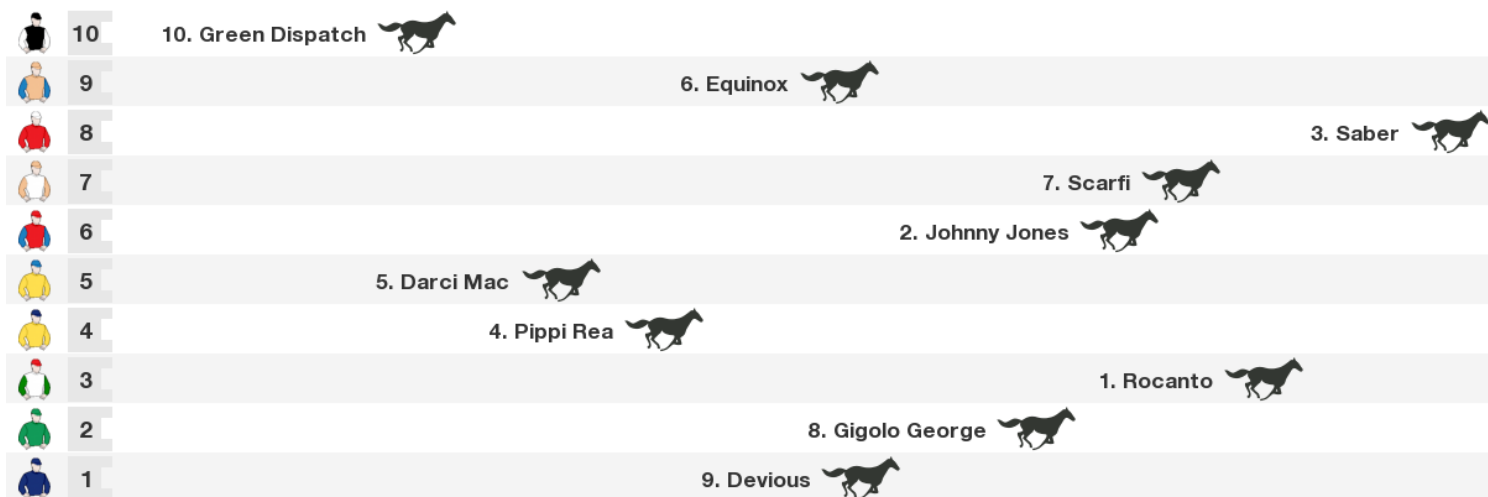 10 10. Green Dispatch
9 6. Equinox
8 3. Saber
7 7. Scarfi
6 2. Johnny Jones
5 5. Darci Mac
4 4. Pippi Rea
3 1. Rocanto
2 8. Gigolo George
1 9. Devious